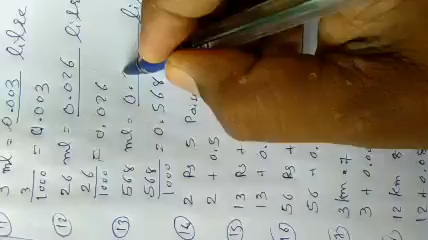 11) 3 ml = 0.003 litre
3/1000 = 0.003
12) 26 ml = 0.026 litre
26/1000 = 0.026
13) 568 ml = 0.
568/1000 = 0.568
14) 2 Rs 5
2 + 0.5
15) 13 Rs +
13 + 0.
16) 56 Rs +
56 + 0.
3 km
3 + 0.0
12 km 8
12 + 0.0